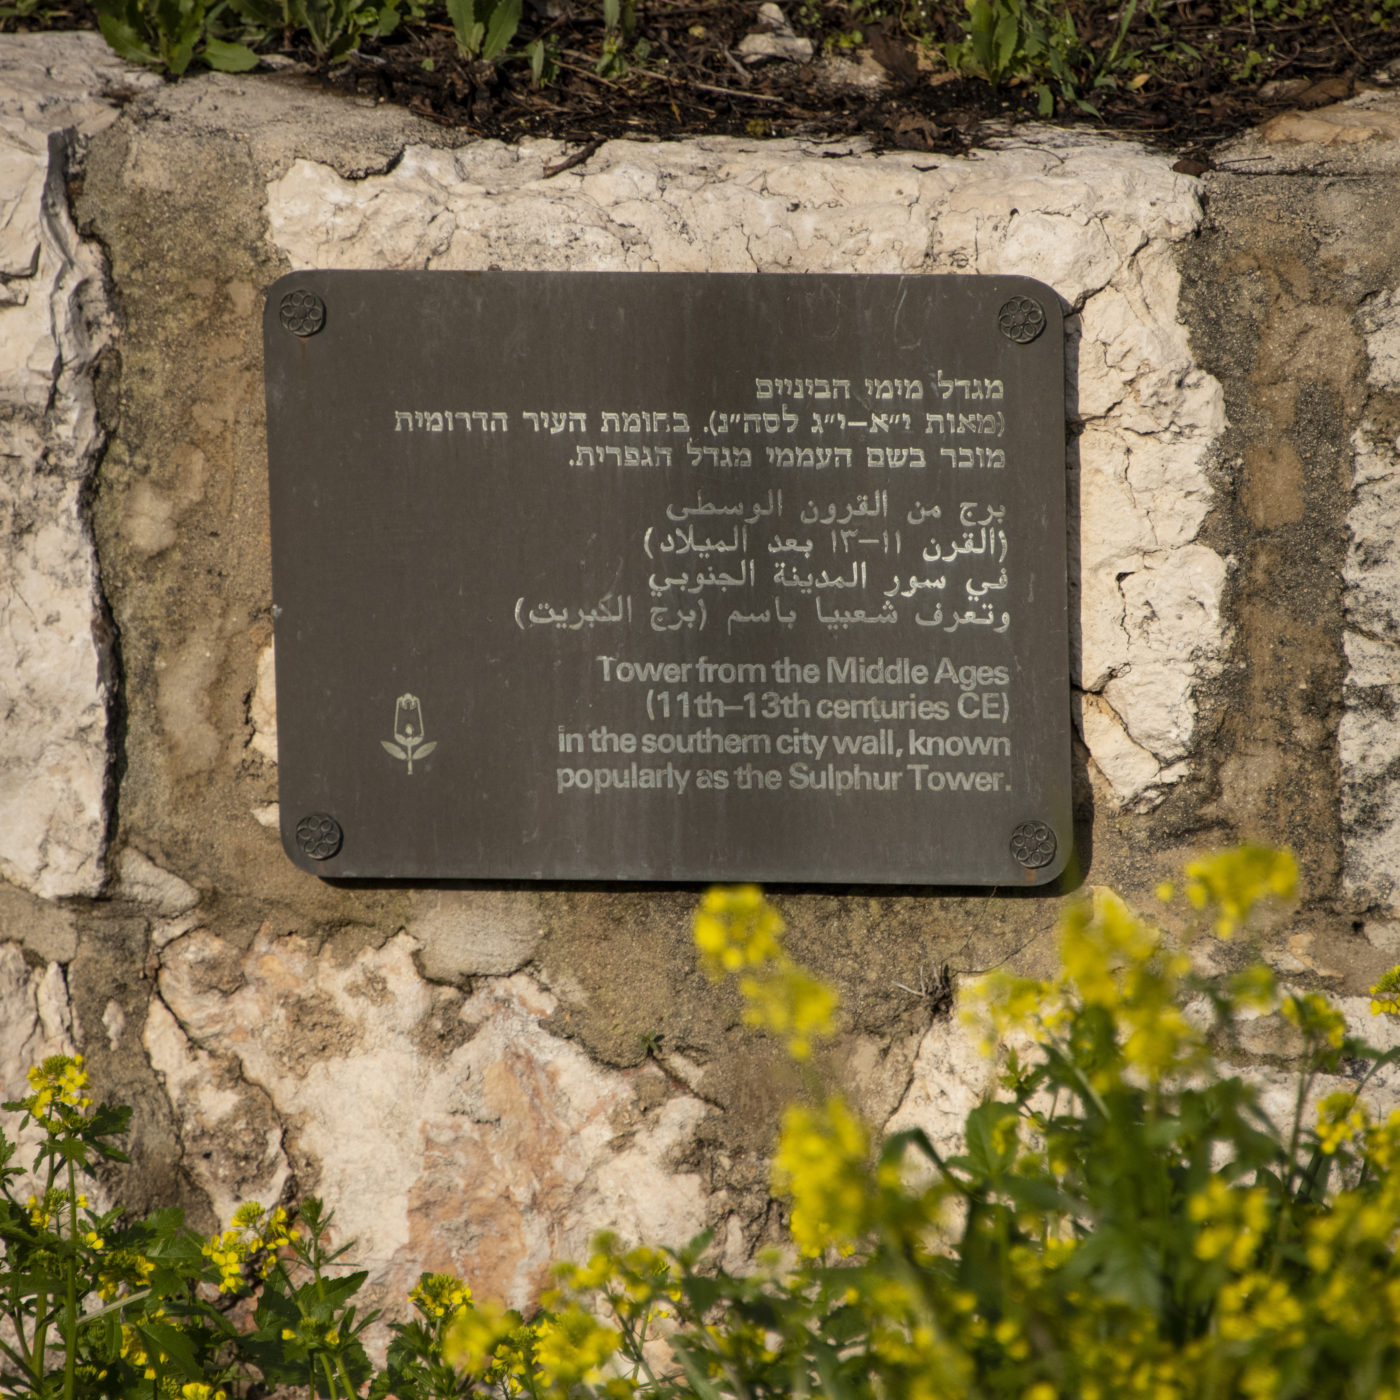 מגדל מימי הביניים
(מאות י״א–י״ג לסה״נ). בחומת העיר הדרומית
מוכר בשם העממי מגדל הגפרית.
برج من القرون الوسطى
(القرن ١١–١٣ بعد الميلاد)
في سور المدينة الجنوبي
وتعرف شعبيا باسم (برج الكبريت)
Tower from the Middle Ages
(11th–13th centuries CE)
in the southern city wall, known
popularly as the Sulphur Tower.